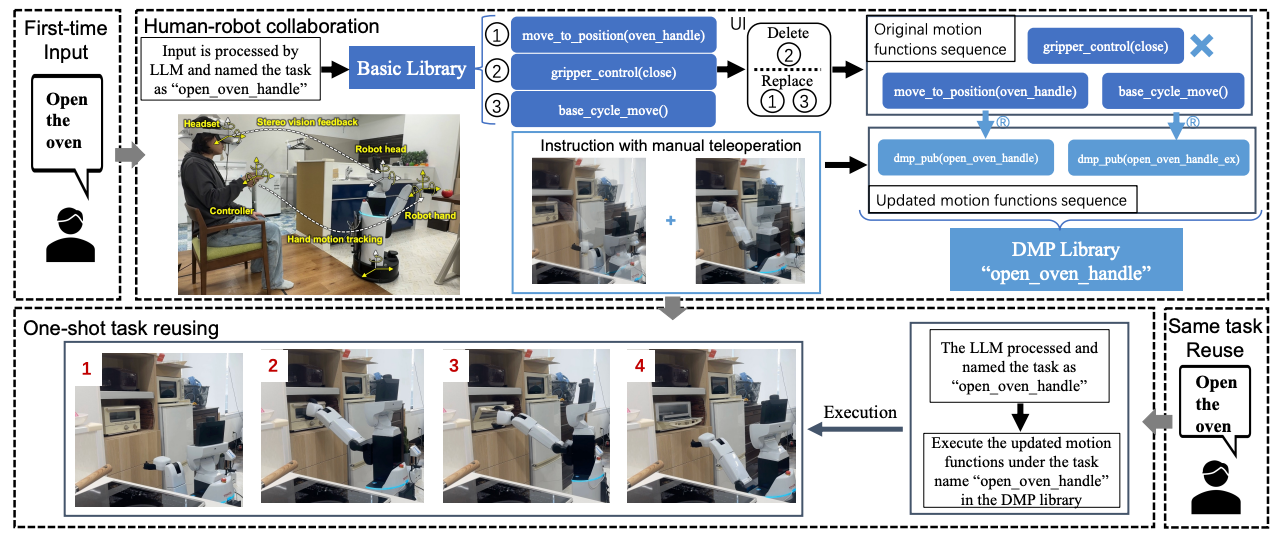 First-time
Input
Open
the
oven
Human-robot collaboration
Input is processed by
LLM and named the task
as “open_oven_handle”
Basic Library
1
move_to_position(oven_handle)
2
gripper_control(close)
3
base_cycle_move()
UI
Delete
2
Replace
1 3
Original motion
functions sequence
gripper_control(close)
move_to_position(oven_handle)
base_cycle_move()
®
®
dmp_pub(open_oven_handle)
dmp_pub(open_oven_handle_ex)
Updated motion functions sequence
DMP Library
“open_oven_handle”
Headset
Stereo vision feedback
Robot head
Controller
Robot hand
Hand motion tracking
Instruction with manual teleoperation
+
One-shot task reusing
1
2
3
4
Execution
The LLM processed and
named the task as
“open_oven_handle”
Execute the updated motion
functions under the task
name “open_oven_handle”
in the DMP library
Same task
Reuse
Open
the
oven